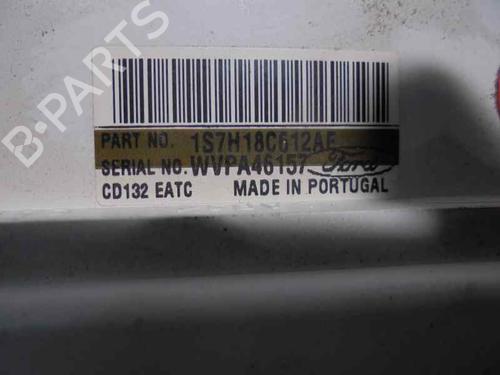 B-PARTS
PART NO. 1S7H18C612AE
SERIAL NO. WVPA46157 Ford
CD132 EATC MADE IN PORTUGAL